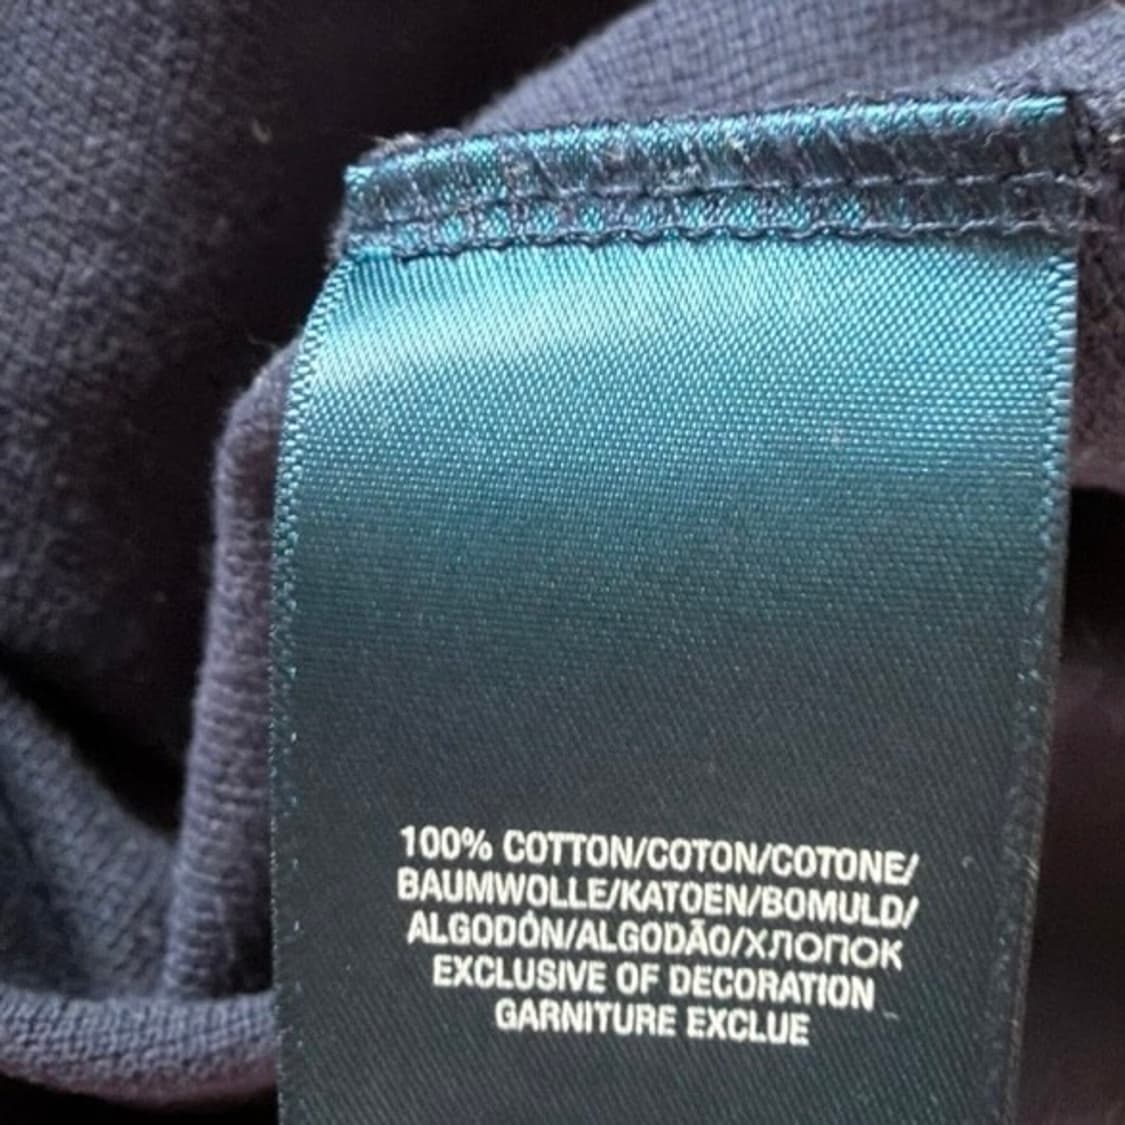 100% COTTON/COTON/COTONE/
BAUMWOLLE/KATOEN/BOMULD/
ALGODÓN/ALGODÃO/ХЛОПОК
EXCLUSIVE OF DECORATION
GARNITURE EXCLUE